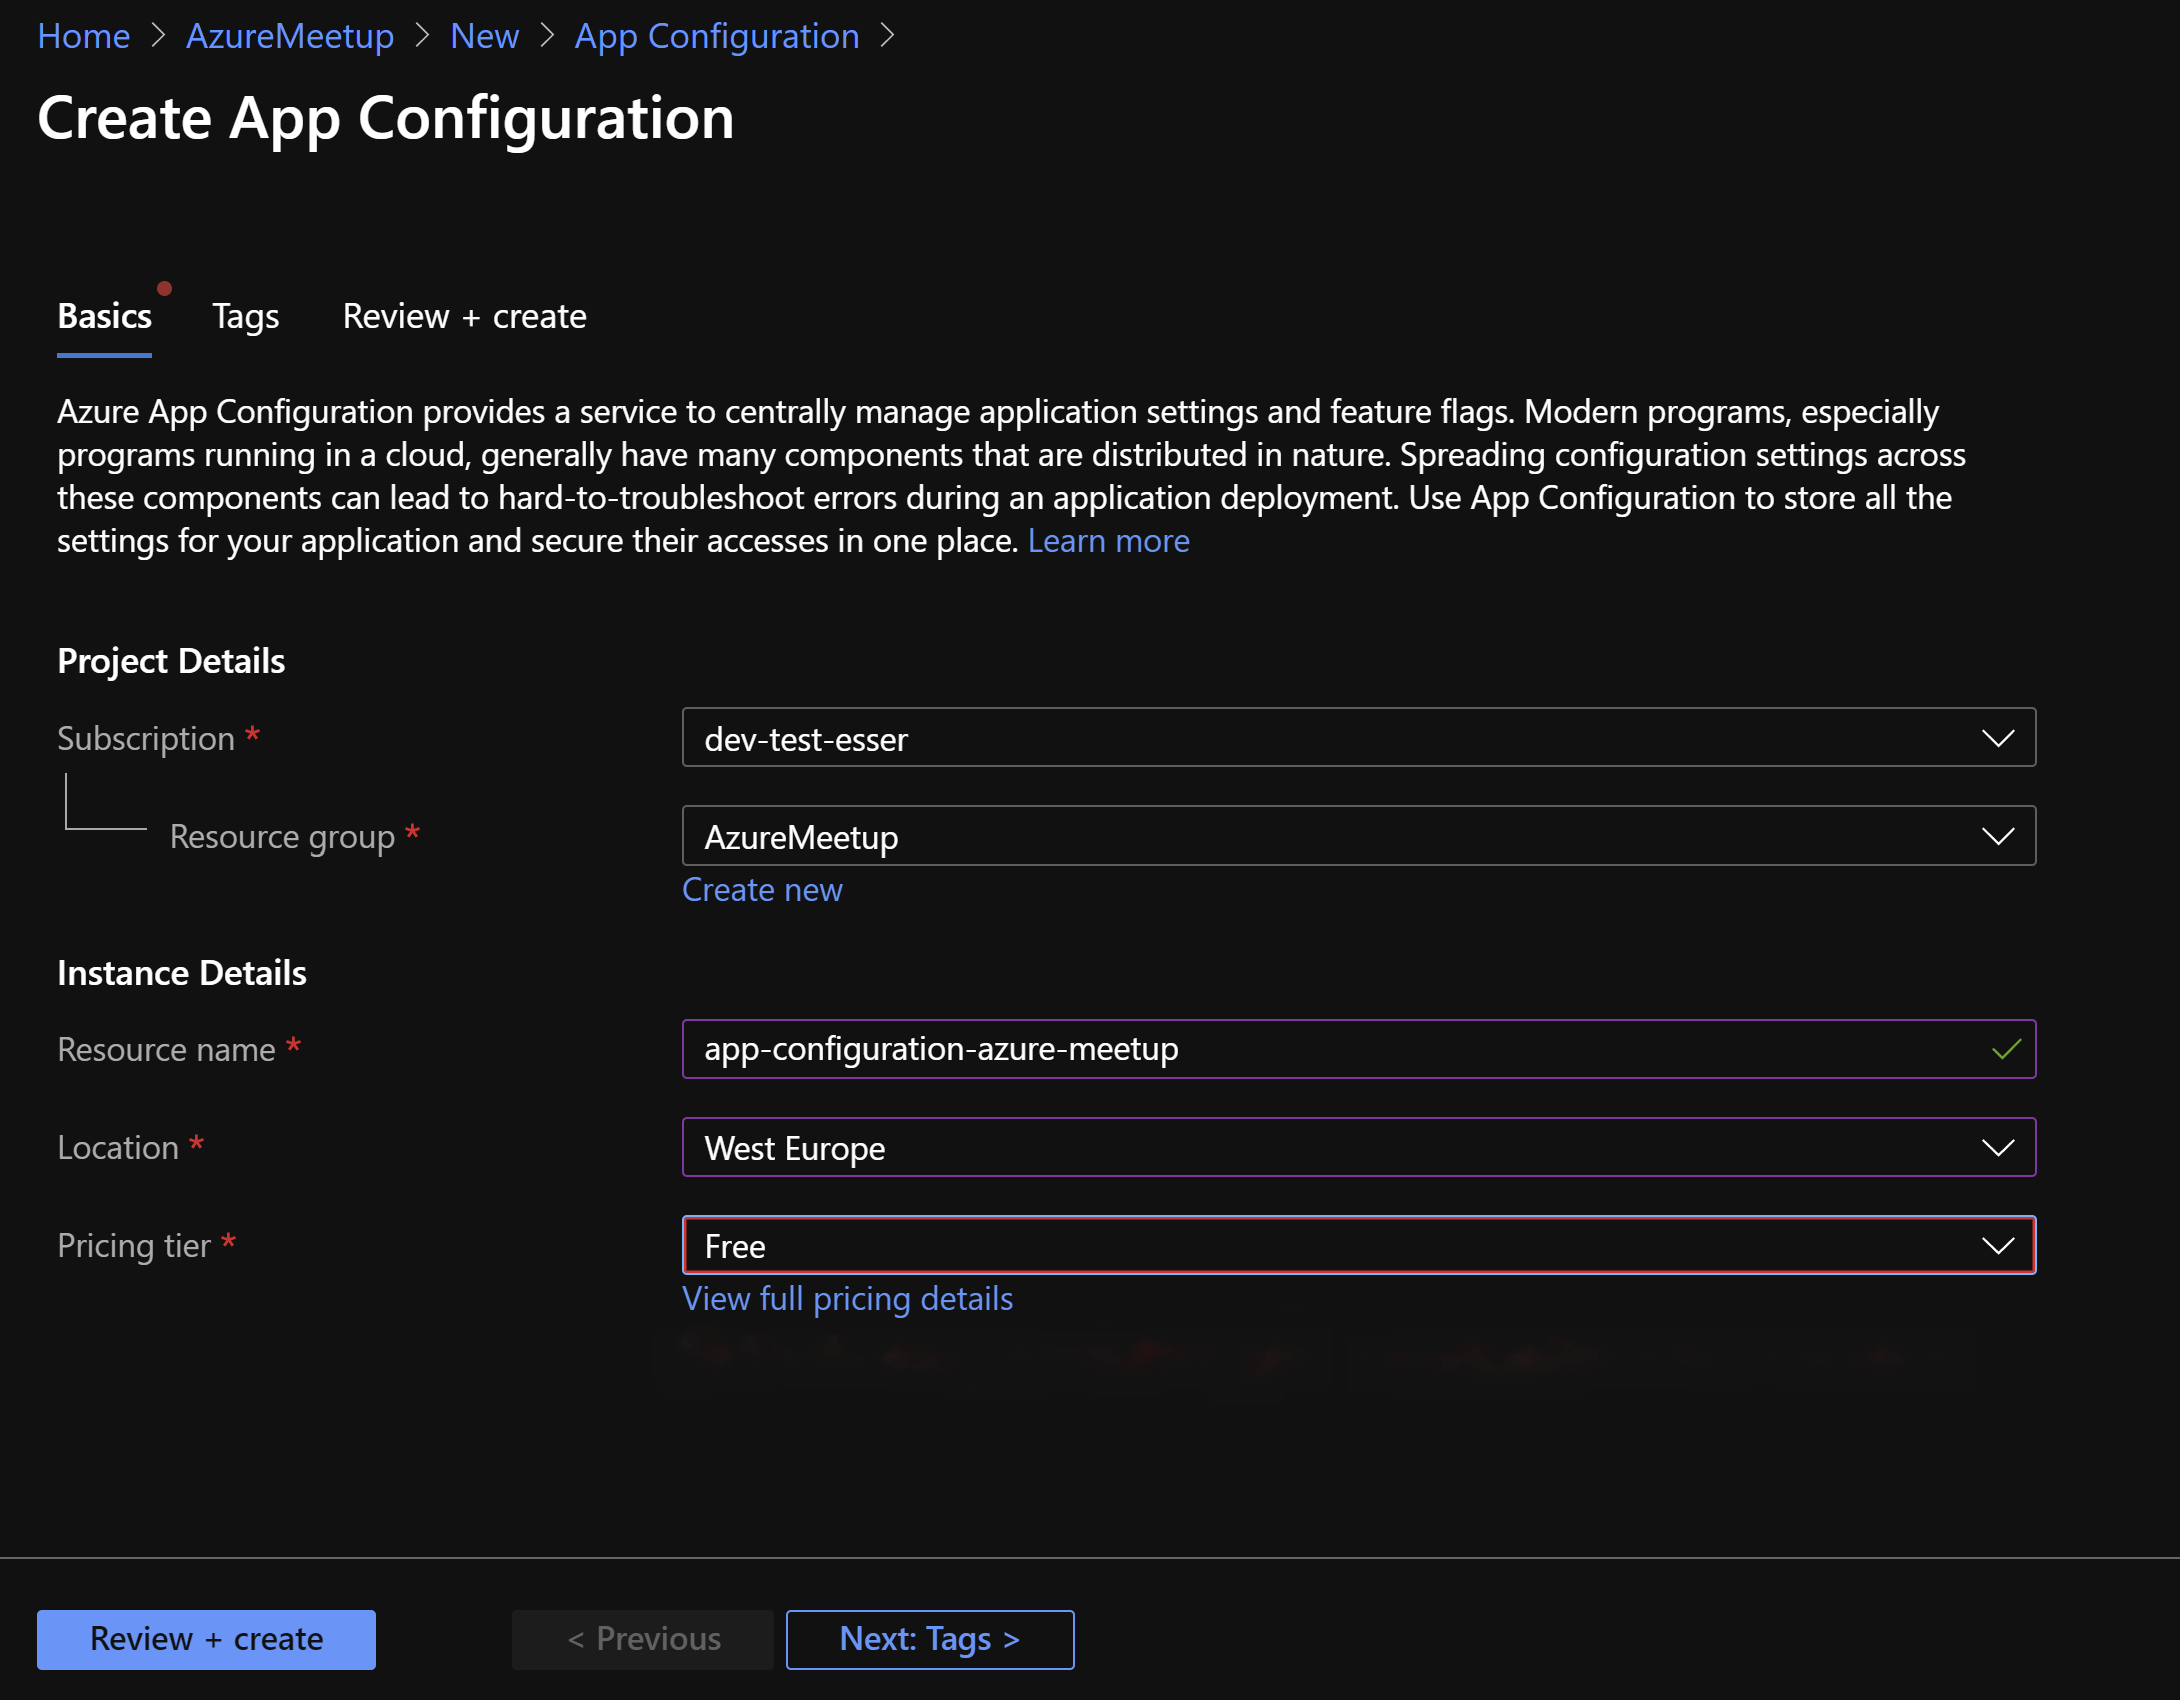 Home > AzureMeetup > New > App Configuration >
Create App Configuration
Basics Tags Review + create
Azure App Configuration provides a service to centrally manage application settings and feature flags. Modern programs, especially
programs running in a cloud, generally have many components that are distributed in nature. Spreading configuration settings across
these components can lead to hard-to-troubleshoot errors during an application deployment. Use App Configuration to store all the
settings for your application and secure their accesses in one place. Learn more
Project Details
Subscription * dev-test-esser
Resource group * AzureMeetup
Create new
Instance Details
Resource name * app-configuration-azure-meetup
Location * West Europe
Pricing tier * Free
View full pricing details
Review + create < Previous Next: Tags >